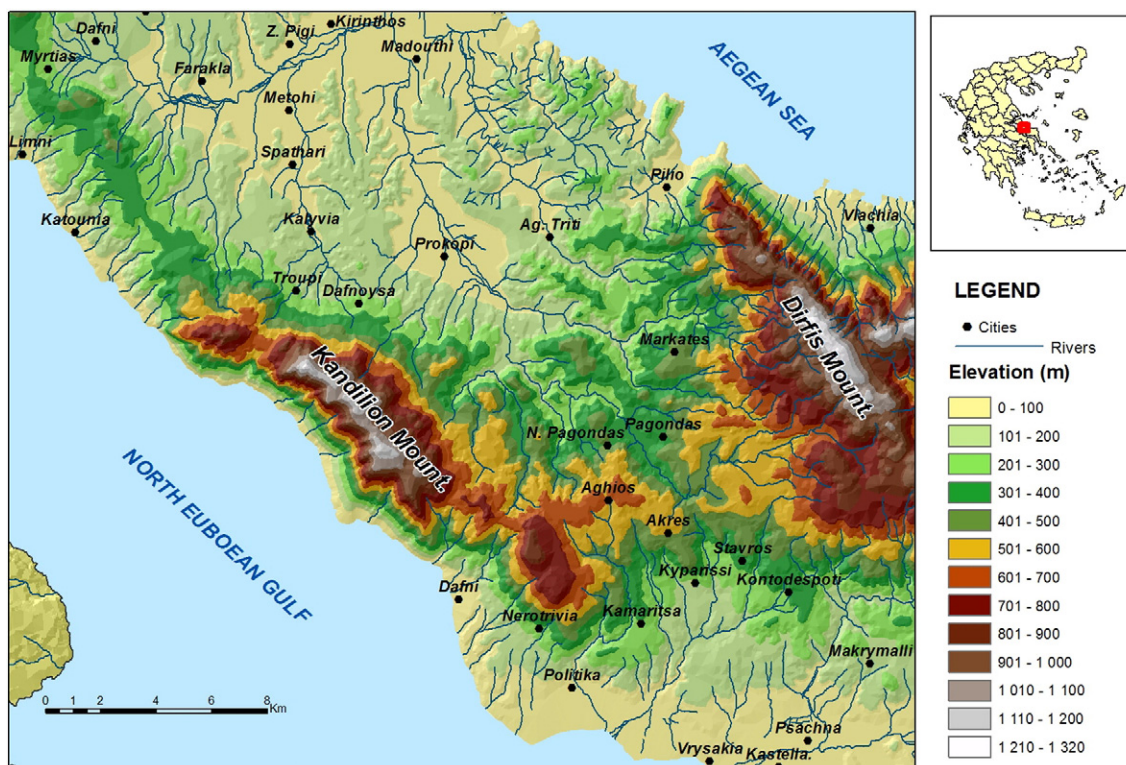 Dafni
Z. Pigi
Kirinthos
Madouthi
Myrtias
Farakla
Metohi
AEGEAN SEA
Limni
Spathari
Piho
Katounia
Kalyvia
Ag. Triti
Vlachia
Prokopi
Troupi
Dafnoysa
Dirfis Mount.
Markates
Kandilion Mount.
N. Pagondas
Pagondas
NORTH EUBOEAN GULF
Aghios
Akres
Stavros
Kyparissi
Kontodespoti
Dafni
Nerotrivia
Kamaritsa
Makrymalli
Politika
Psachna
Vrysakia
Kastella.
0 1 2 4 6 8
Km
LEGEND
Cities
Rivers
Elevation (m)
0 - 100
101 - 200
201 - 300
301 - 400
401 - 500
501 - 600
601 - 700
701 - 800
801 - 900
901 - 1 000
1 010 - 1 100
1 110 - 1 200
1 210 - 1 320